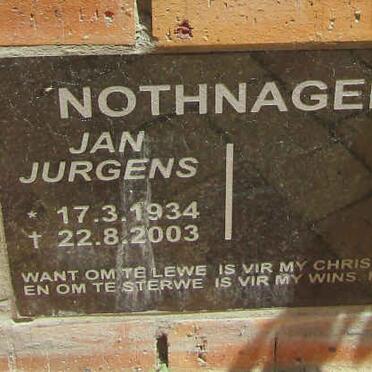 NOTHNAGEL
JAN
JURGENS
* 17.3.1934
† 22.8.2003
WANT OM TE LEWE IS VIR MY CHRIS
EN OM TE STERWE IS VIR MY WINS.